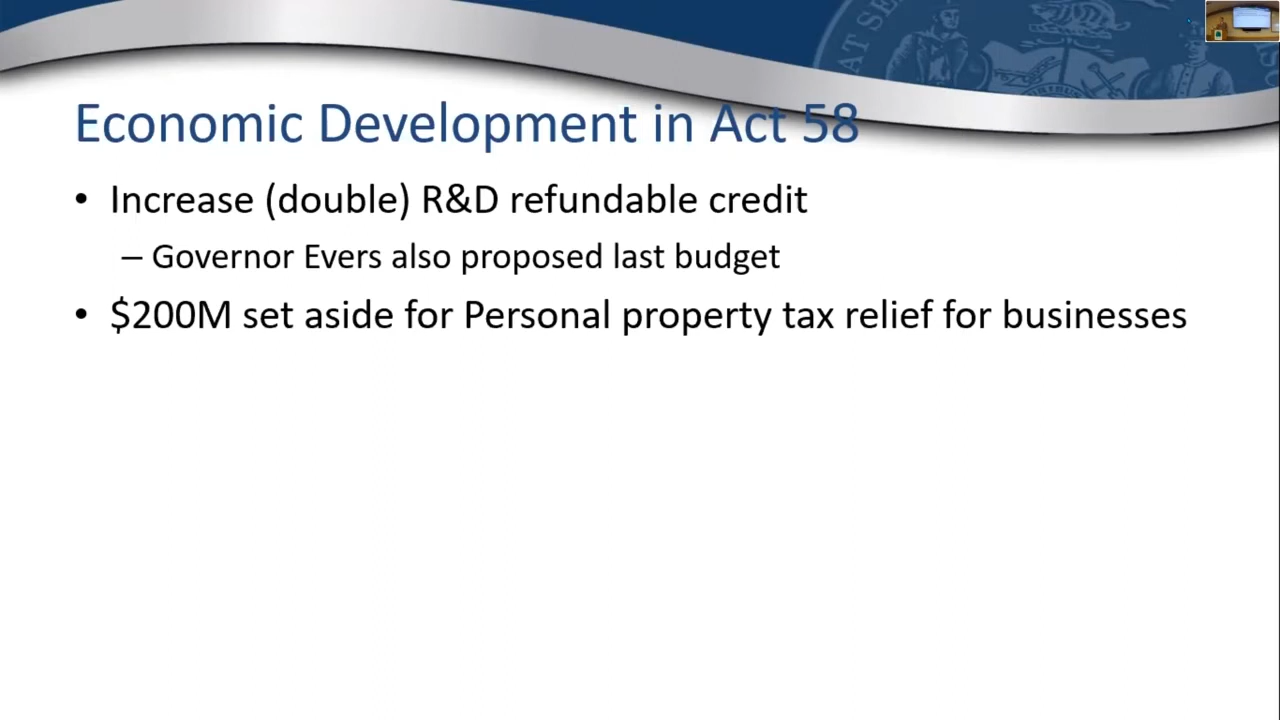 Economic Development in Act 58
• Increase (double) R&D refundable credit
– Governor Evers also proposed last budget
• $200M set aside for Personal property tax relief for businesses